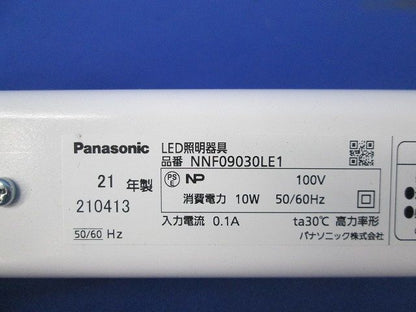 Panasonic LED照明器具
品番 NNF09030LE1
21 年製
210413
50/60 Hz
PS E NP 100V
消費電力 10W 50/60Hz
入力電流 0.1A ta30℃ 高力率形
パナソニック株式会社